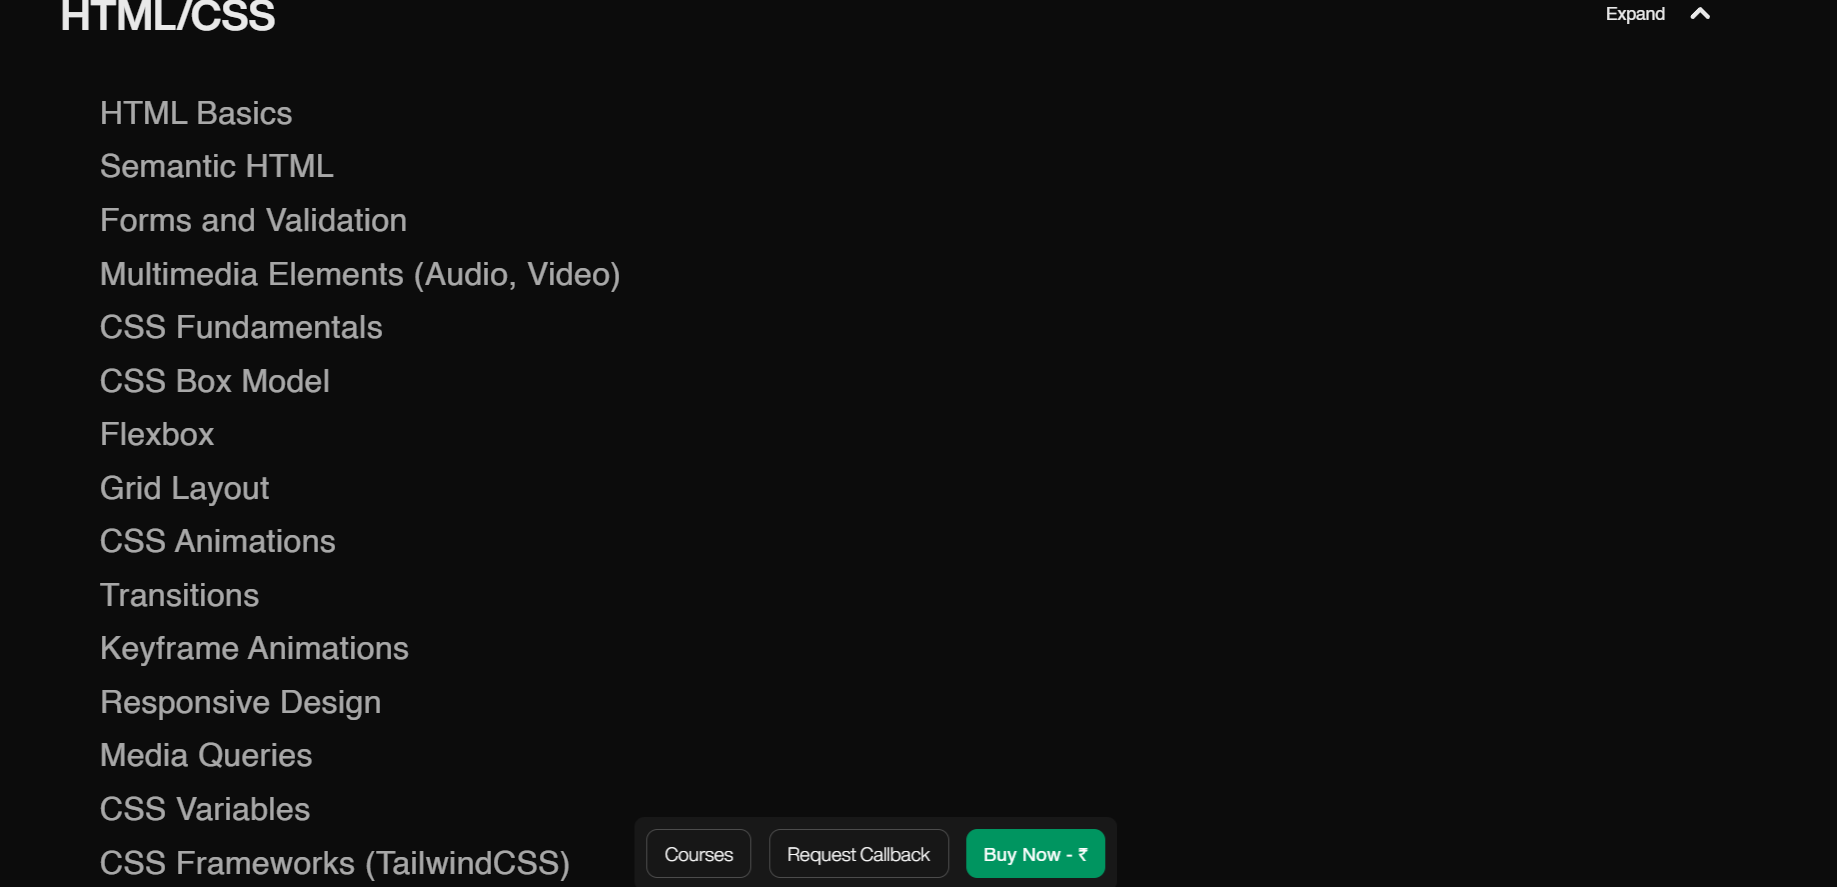 HTML/CSS
Expand
HTML Basics
Semantic HTML
Forms and Validation
Multimedia Elements (Audio, Video)
CSS Fundamentals
CSS Box Model
Flexbox
Grid Layout
CSS Animations
Transitions
Keyframe Animations
Responsive Design
Media Queries
CSS Variables
CSS Frameworks (TailwindCSS)
Courses
Request Callback
Buy Now - ₹